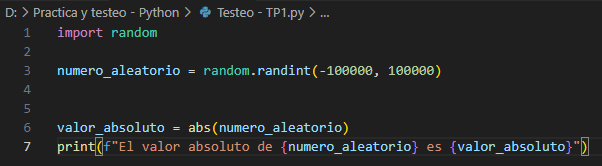 D: > Practica y testeo - Python > Testeo - TP1.py > ...
1 import random
2
3 numero_aleatorio = random.randint(-100000, 100000)
4
5
6 valor_absoluto = abs(numero_aleatorio)
7 print(f"El valor absoluto de {numero_aleatorio} es {valor_absoluto}")